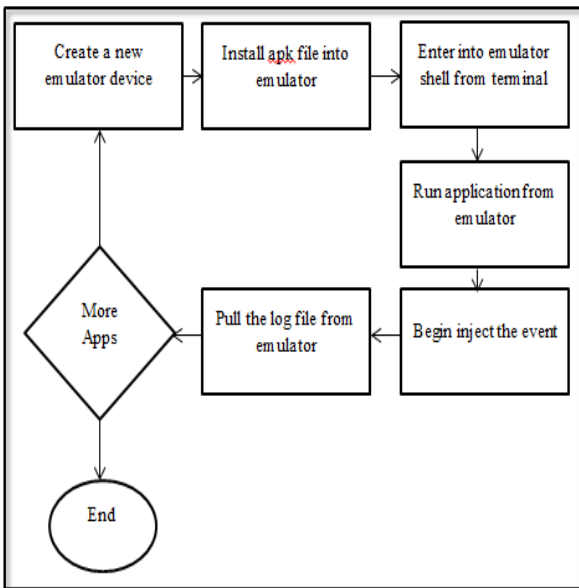 Create a new
emulator device
Install apk file into
emulator
Enter into emulator
shell from terminal
Run application from
emulator
Begin inject the event
Pull the log file from
emulator
More
Apps
End